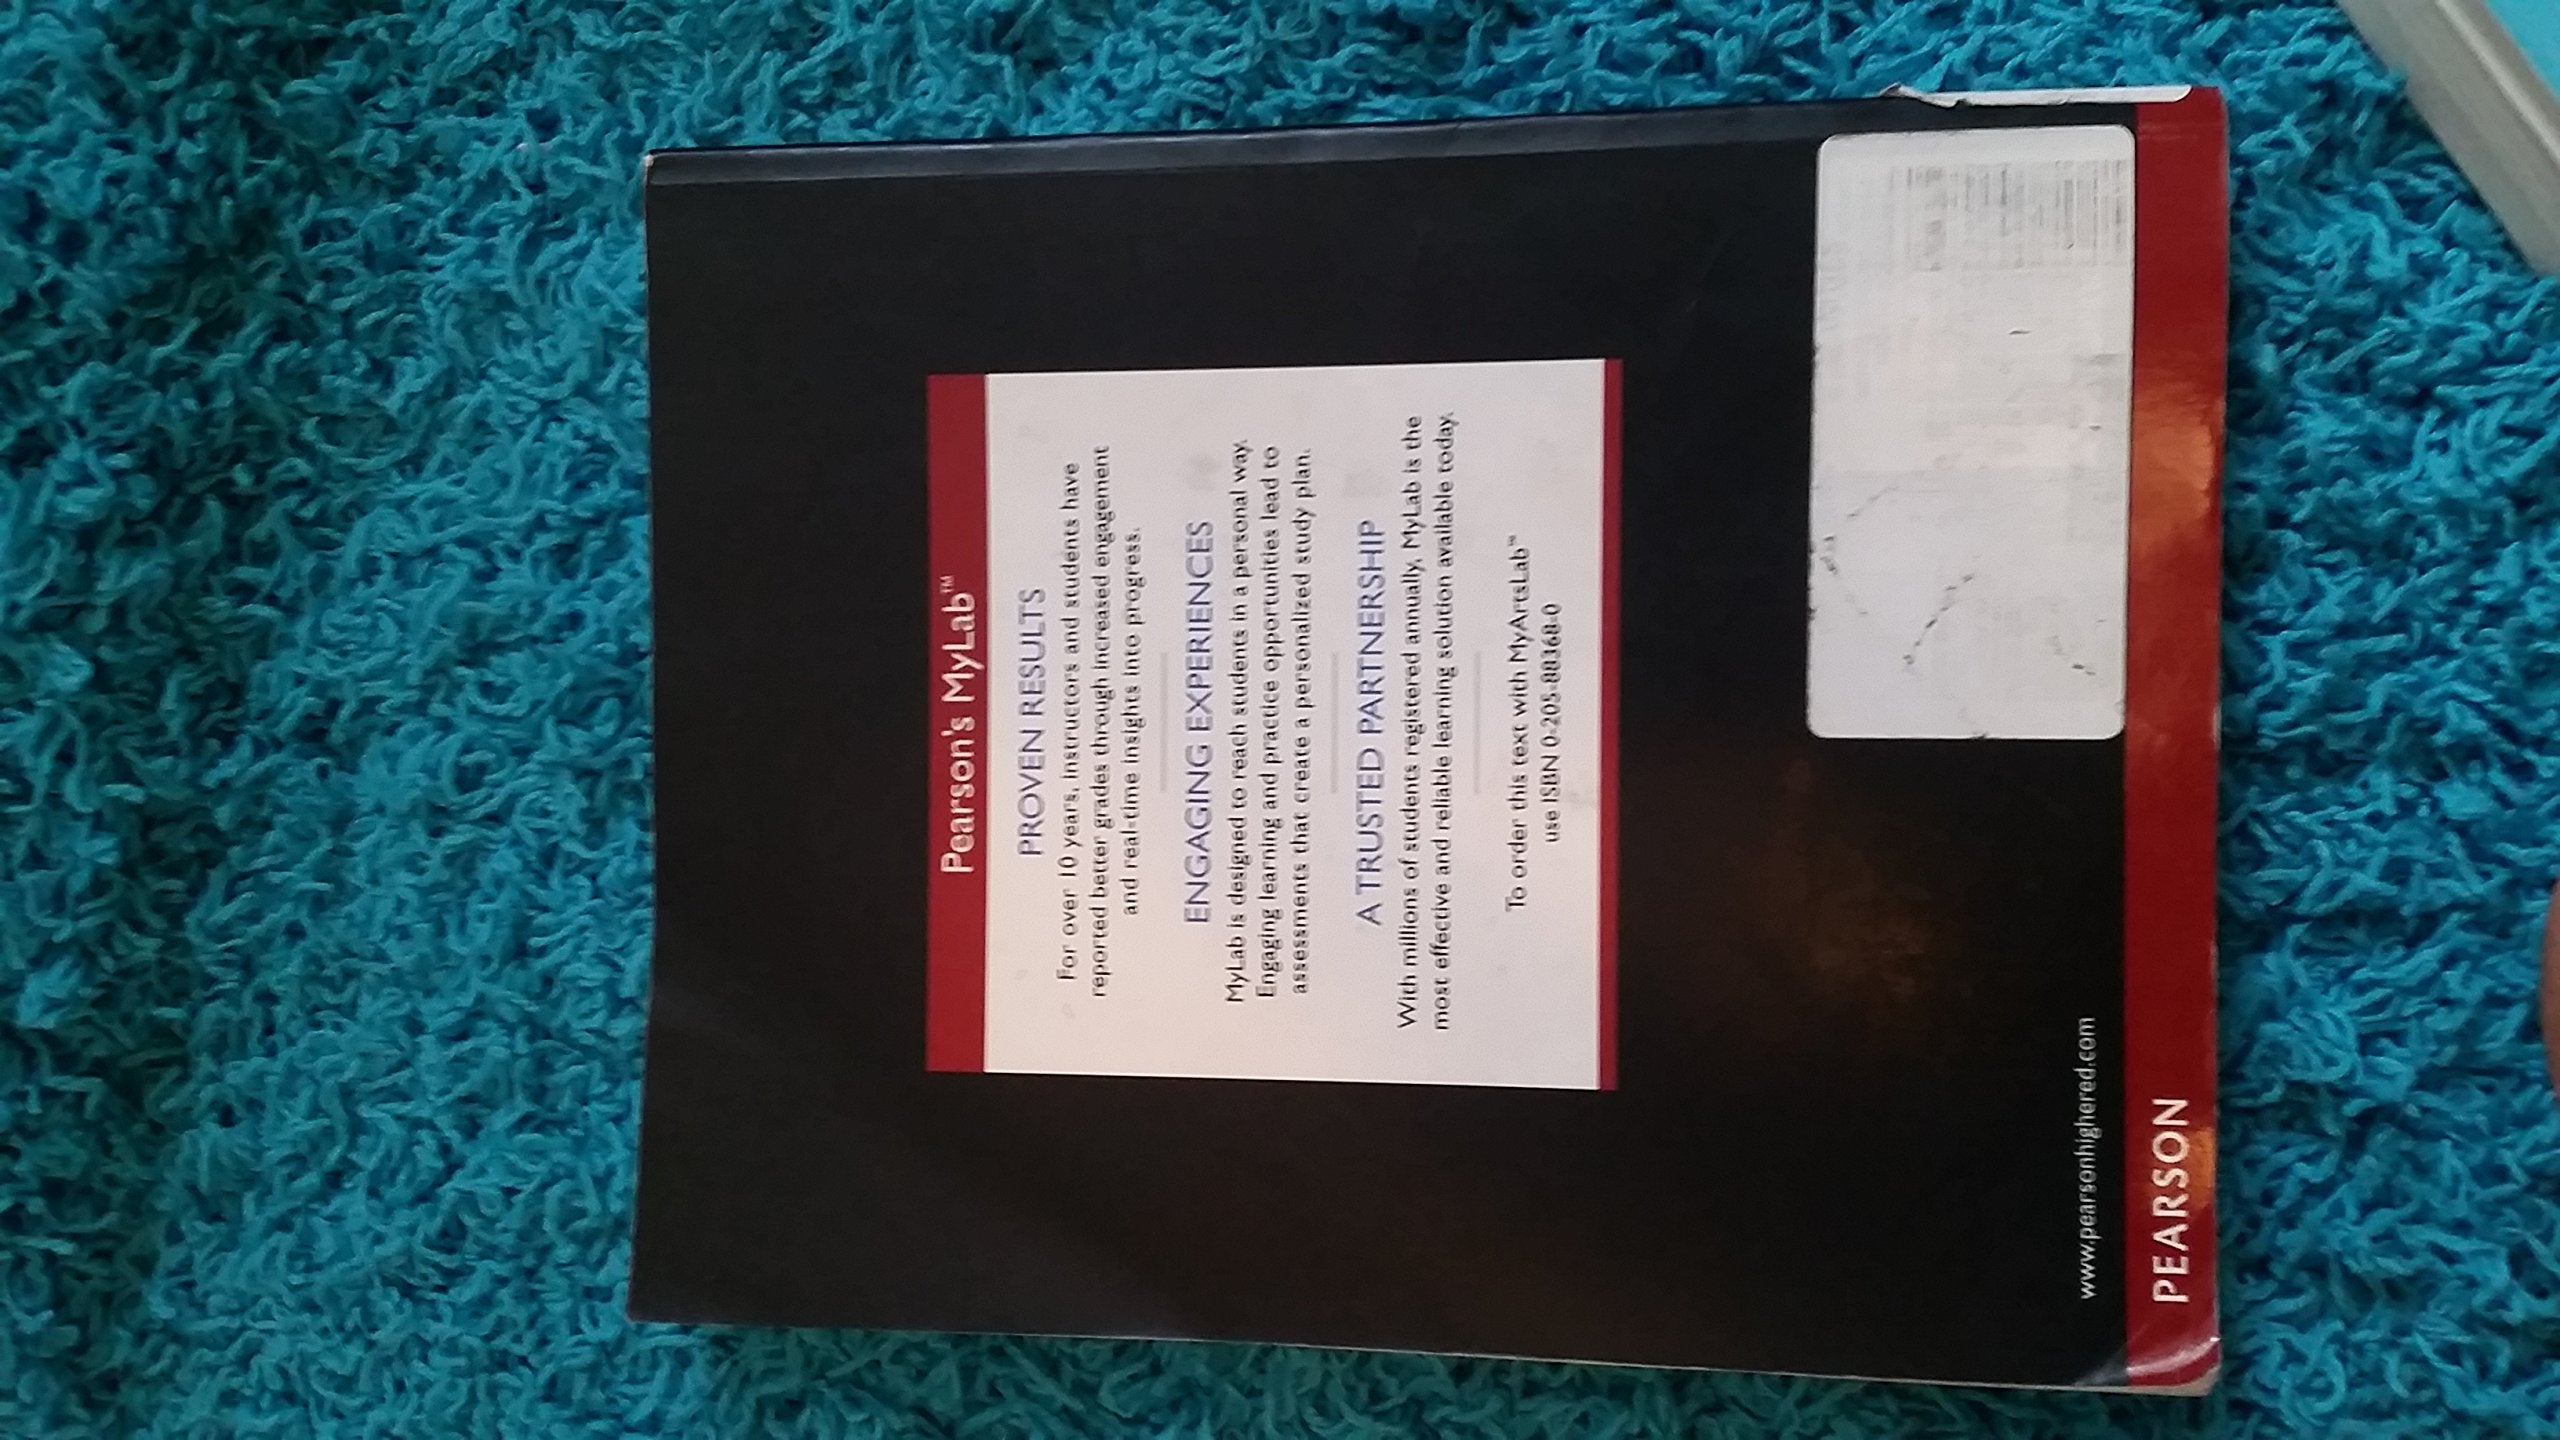 Pearson's MyLab™
PROVEN RESULTS
For over 10 years, instructors and students have
reported better grades through increased engagement
and real-time insights into progress.
ENGAGING EXPERIENCES
MyLab is designed to reach students in a personal way.
Engaging learning and practice opportunities lead to
assessments that create a personalized study plan.
A TRUSTED PARTNERSHIP
With millions of students registered annually, MyLab is the
most effective and reliable learning solution available today.
To order this text with MyArtsLab™
use ISBN 0-205-88368-0
www.pearsonhighered.com
PEARSON